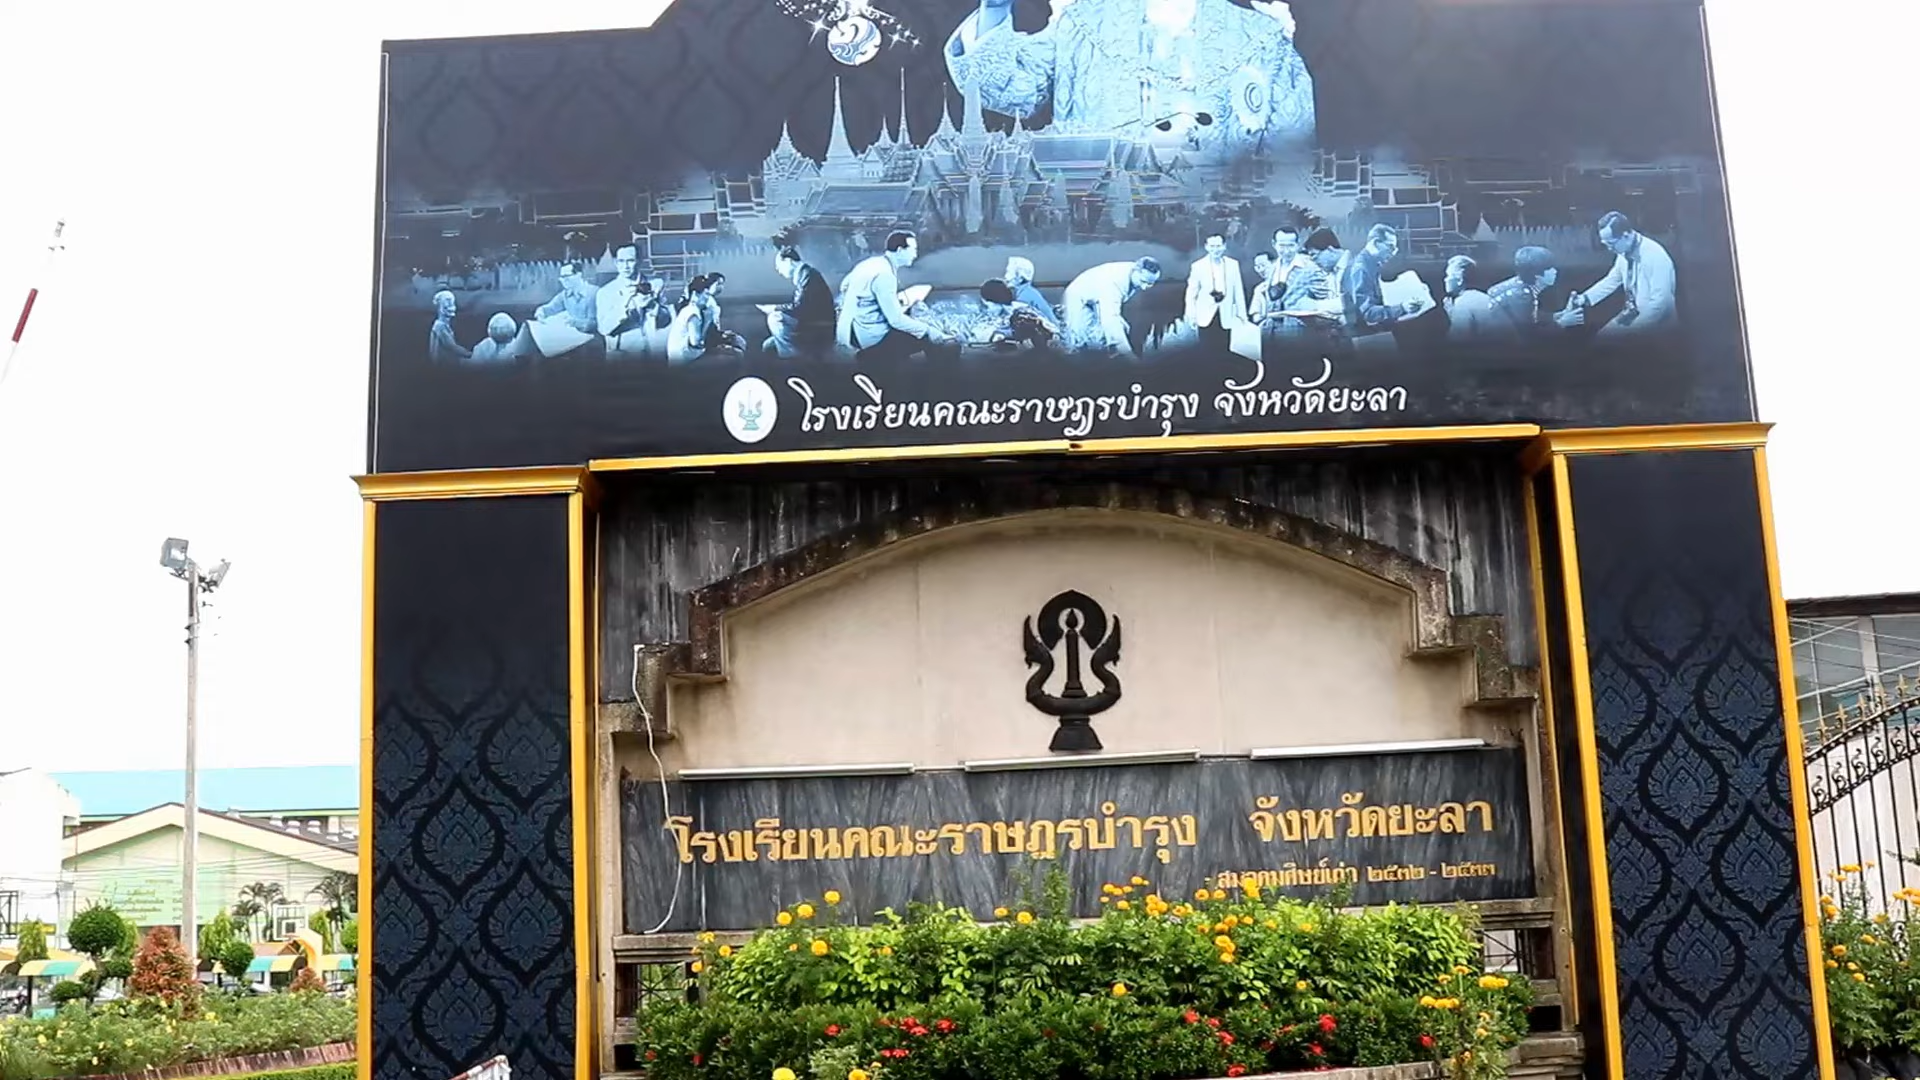 โรงเรียนคณะราษฎรบำรุง จังหวัดยะลา
โรงเรียนคณะราษฎรบำรุง จังหวัดยะลา
- สมาคมศิษย์เก่า ๒๕๓๒ - ๒๕๓๓